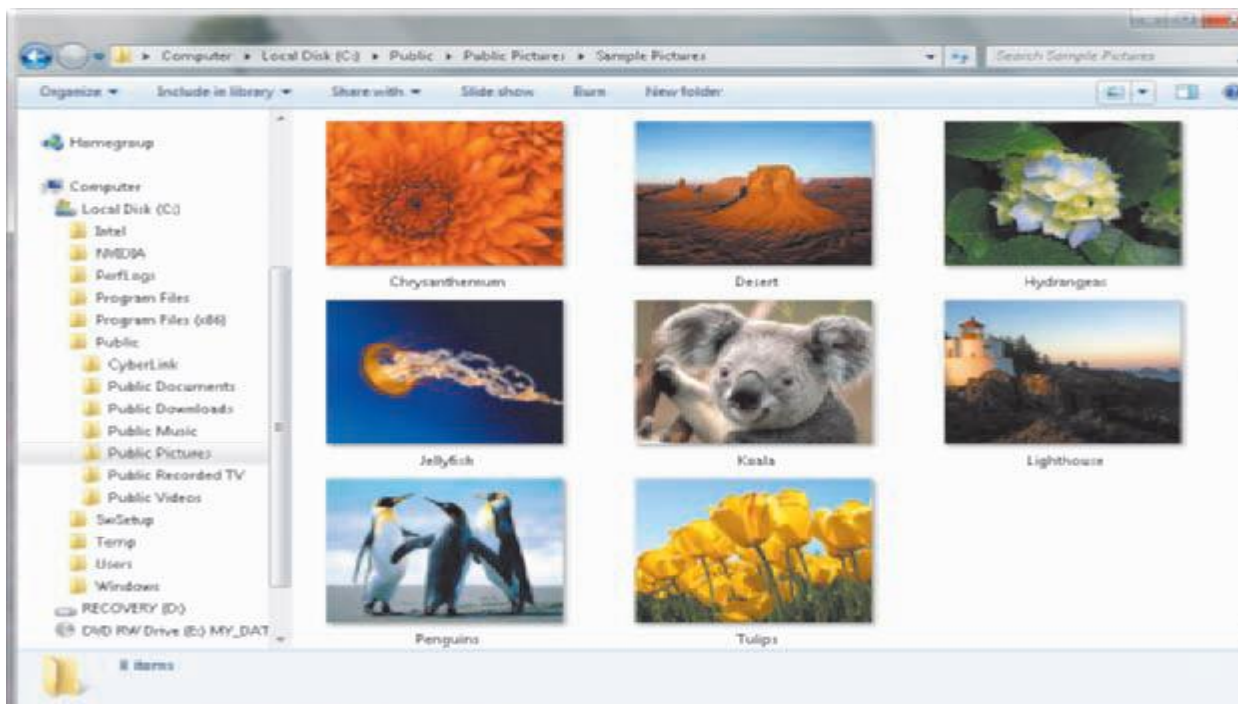 Computer Local Disk (C:) Public Public Pictures Sample Pictures Search Sample Pictures
Organize Include in library Share with Slide show Burn New folder
Homegroup
Computer
Local Disk (C:)
Intel
NVIDIA
PerfLogs
Program Files
Program Files (x86)
Public
CyberLink
Public Documents
Public Downloads
Public Music
Public Pictures
Public Recorded TV
Public Videos
SwSetup
Temp
Users
Windows
RECOVERY (D:)
DVD RW Drive (E:) MY_DAT
Chrysanthemum Desert Hydrangeas
Jellyfish Koala Lighthouse
Penguins Tulips
8 items